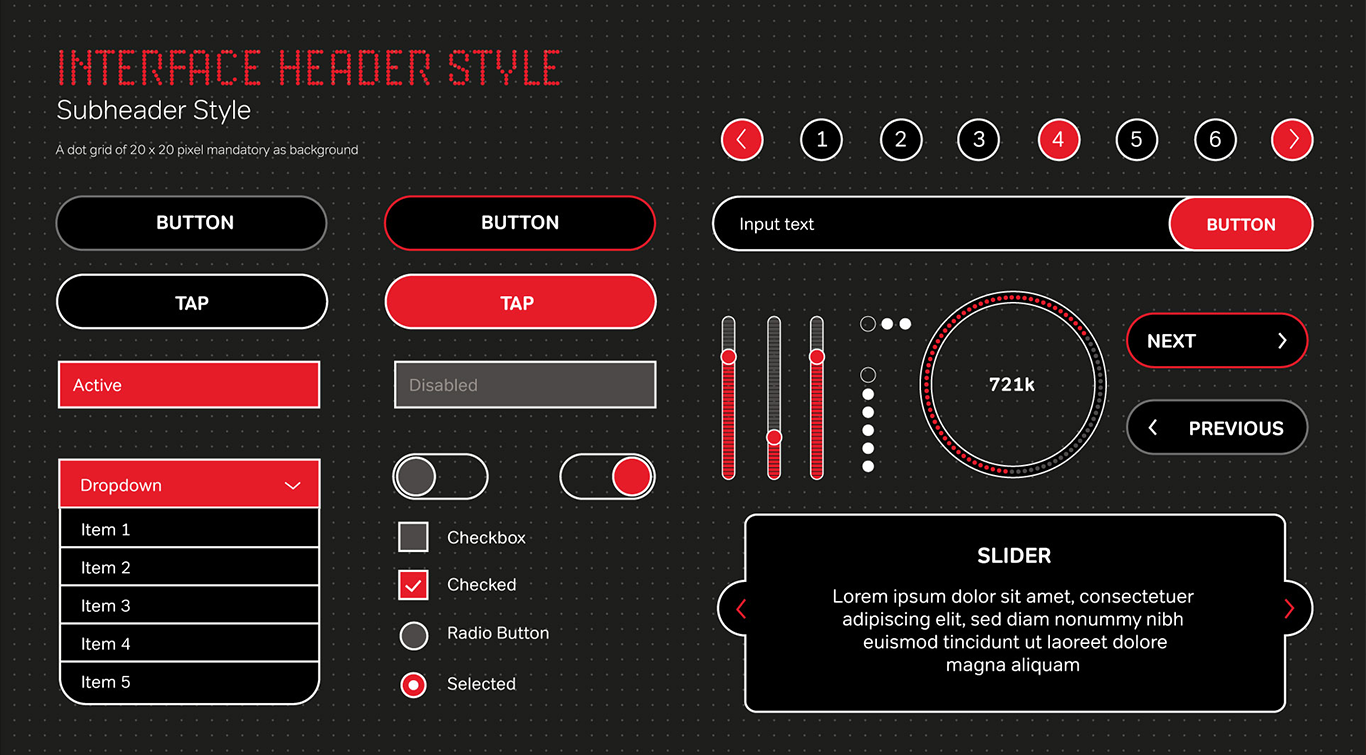 INTERFACE HEADER STYLE
Subheader Style
A dot grid of 20 x 20 pixel mandatory as background
1 2 3 4 5 6
BUTTON
BUTTON
Input text
BUTTON
TAP
TAP
Active
Disabled
721k
NEXT
PREVIOUS
Dropdown
Item 1
Item 2
Item 3
Item 4
Item 5
Checkbox
Checked
Radio Button
Selected
SLIDER
Lorem ipsum dolor sit amet, consectetuer
adipiscing elit, sed diam nonummy nibh
euismod tincidunt ut laoreet dolore
magna aliquam